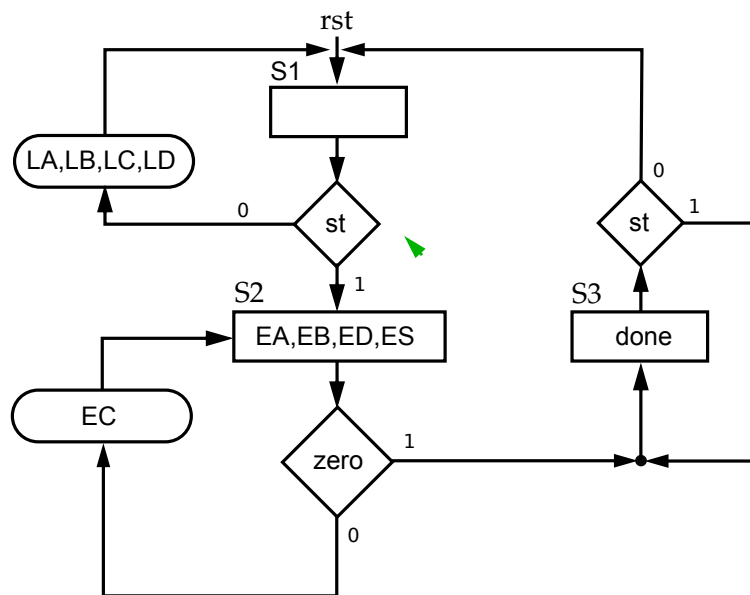 rst
S1
LA,LB,LC,LD
0
st
1
0
st
1
S2
EA,EB,ED,ES
S3
done
EC
zero
1
0